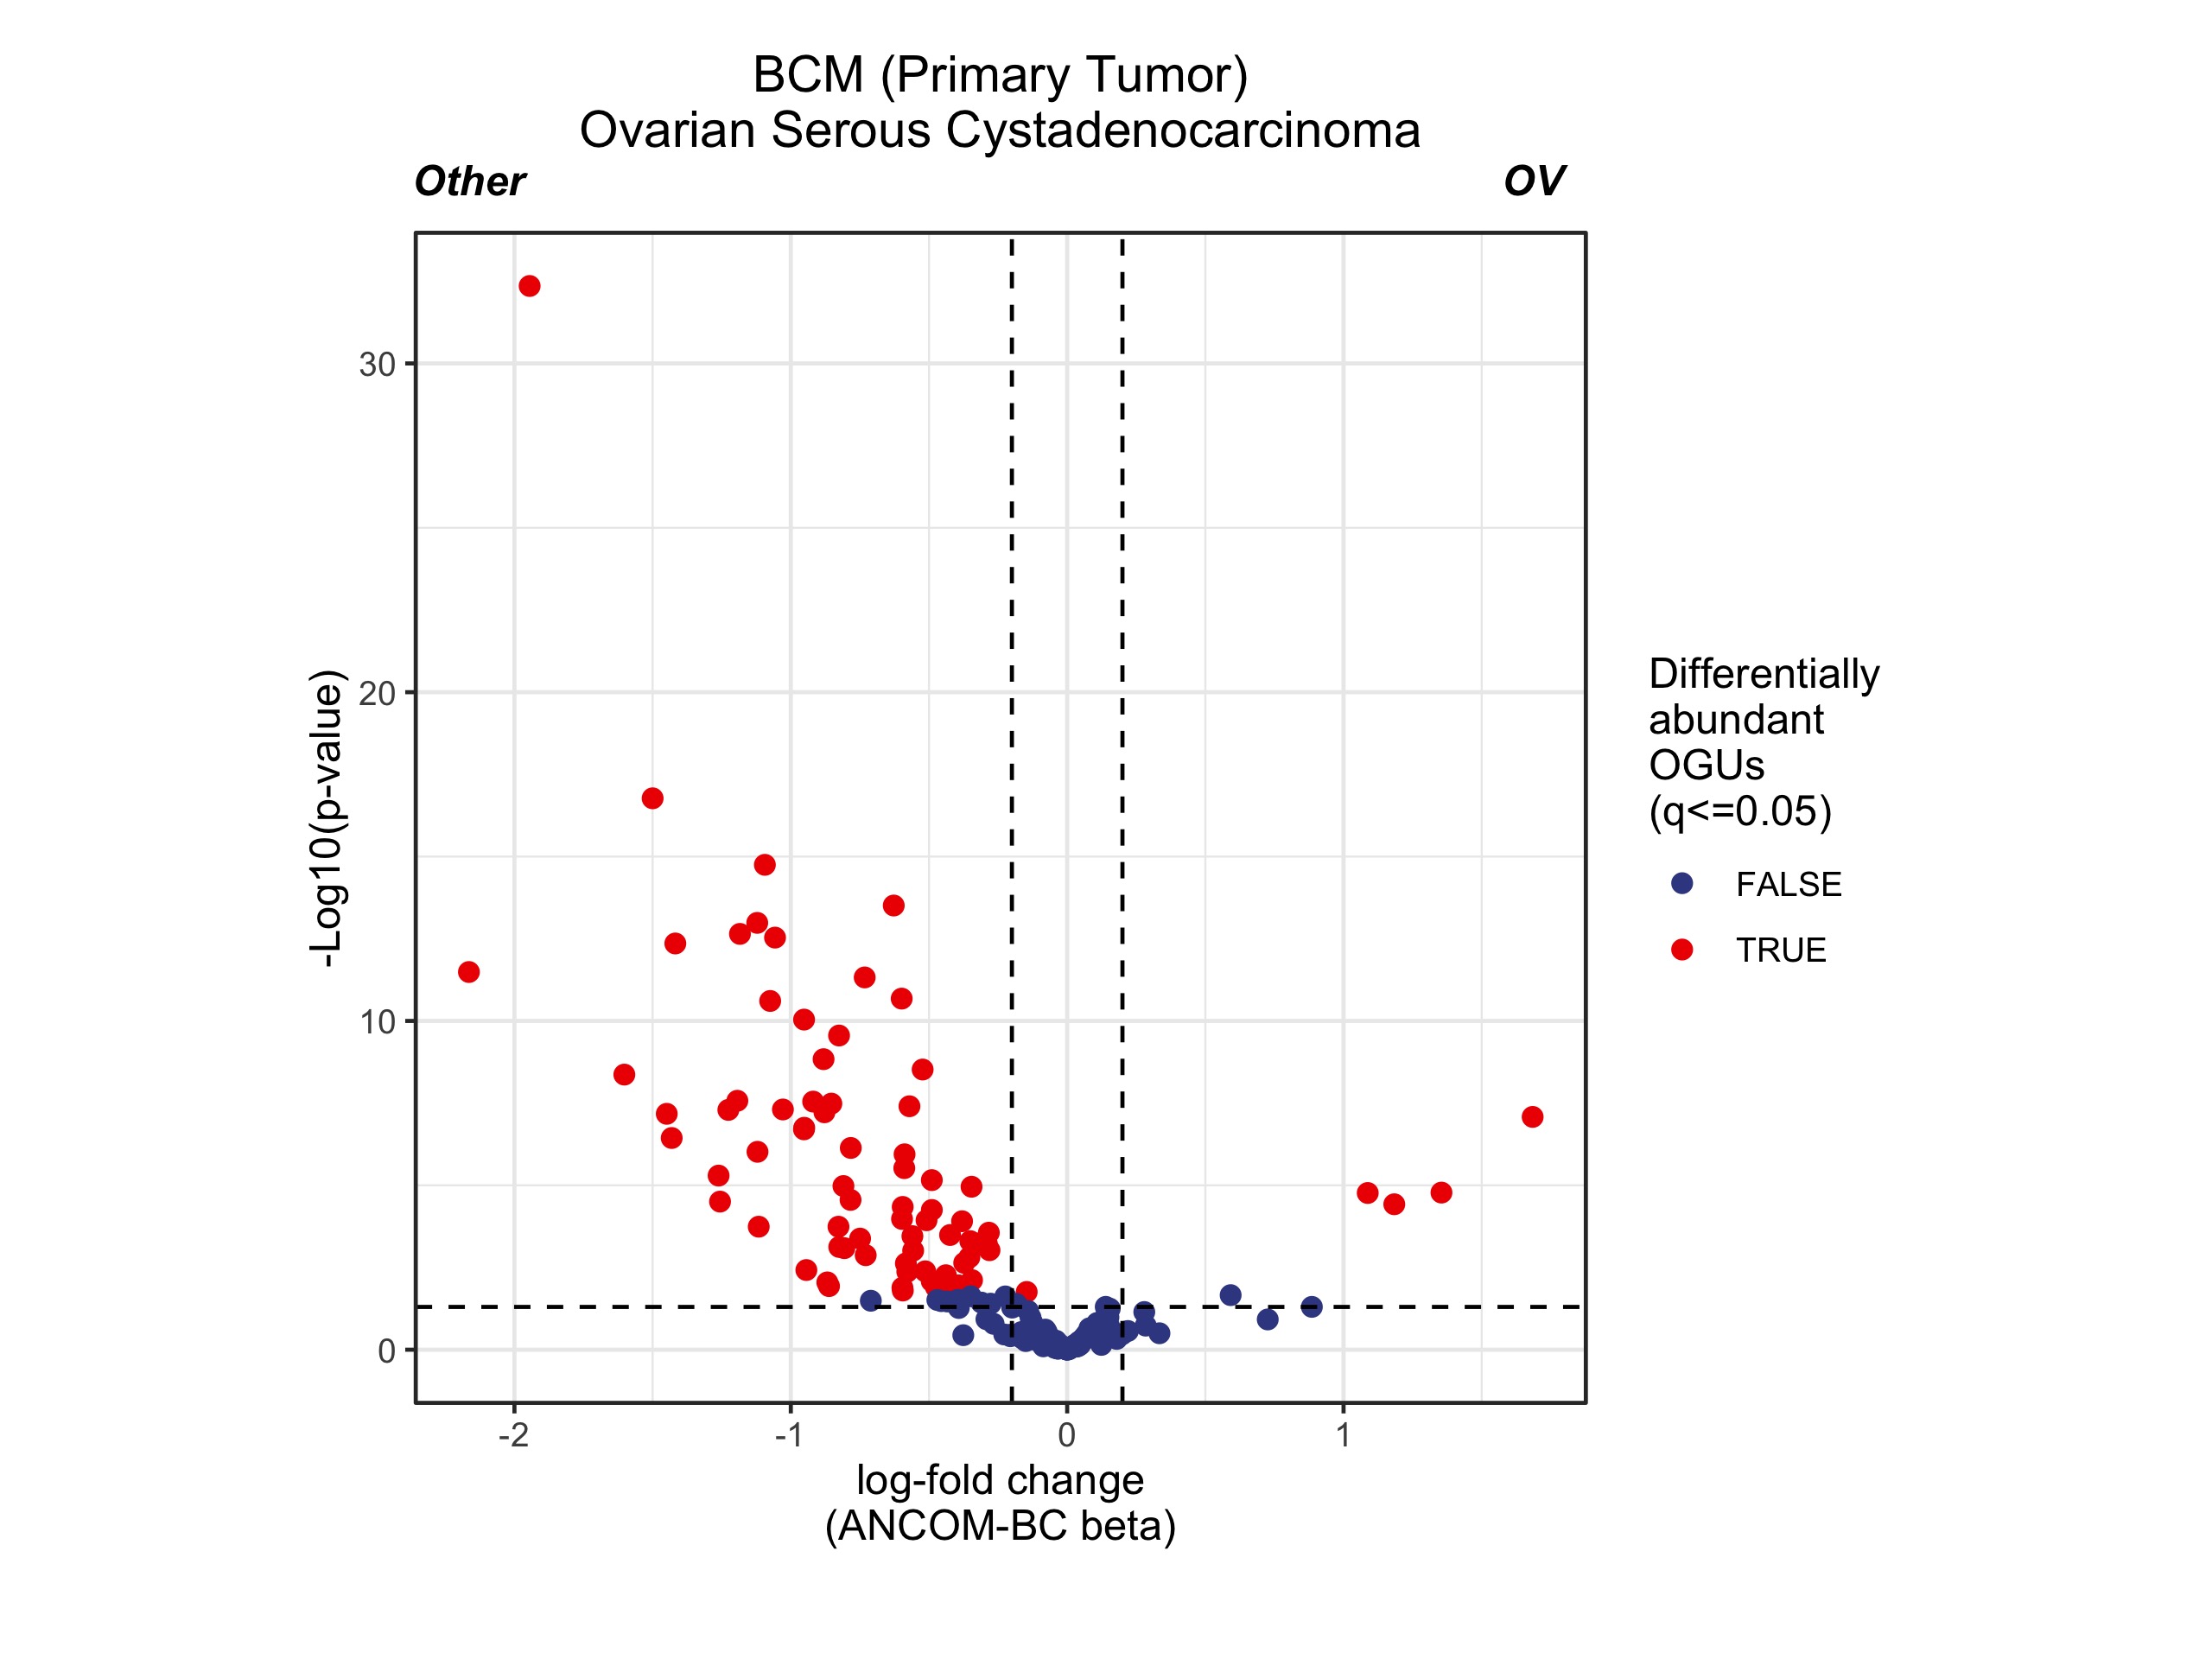 BCM (Primary Tumor)
Ovarian Serous Cystadenocarcinoma
Other
OV
30
20
10
0
-Log10(p-value)
-2
-1
0
1
log-fold change
(ANCOM-BC beta)
Differentially
abundant
OGUs
(q<=0.05)
FALSE
TRUE